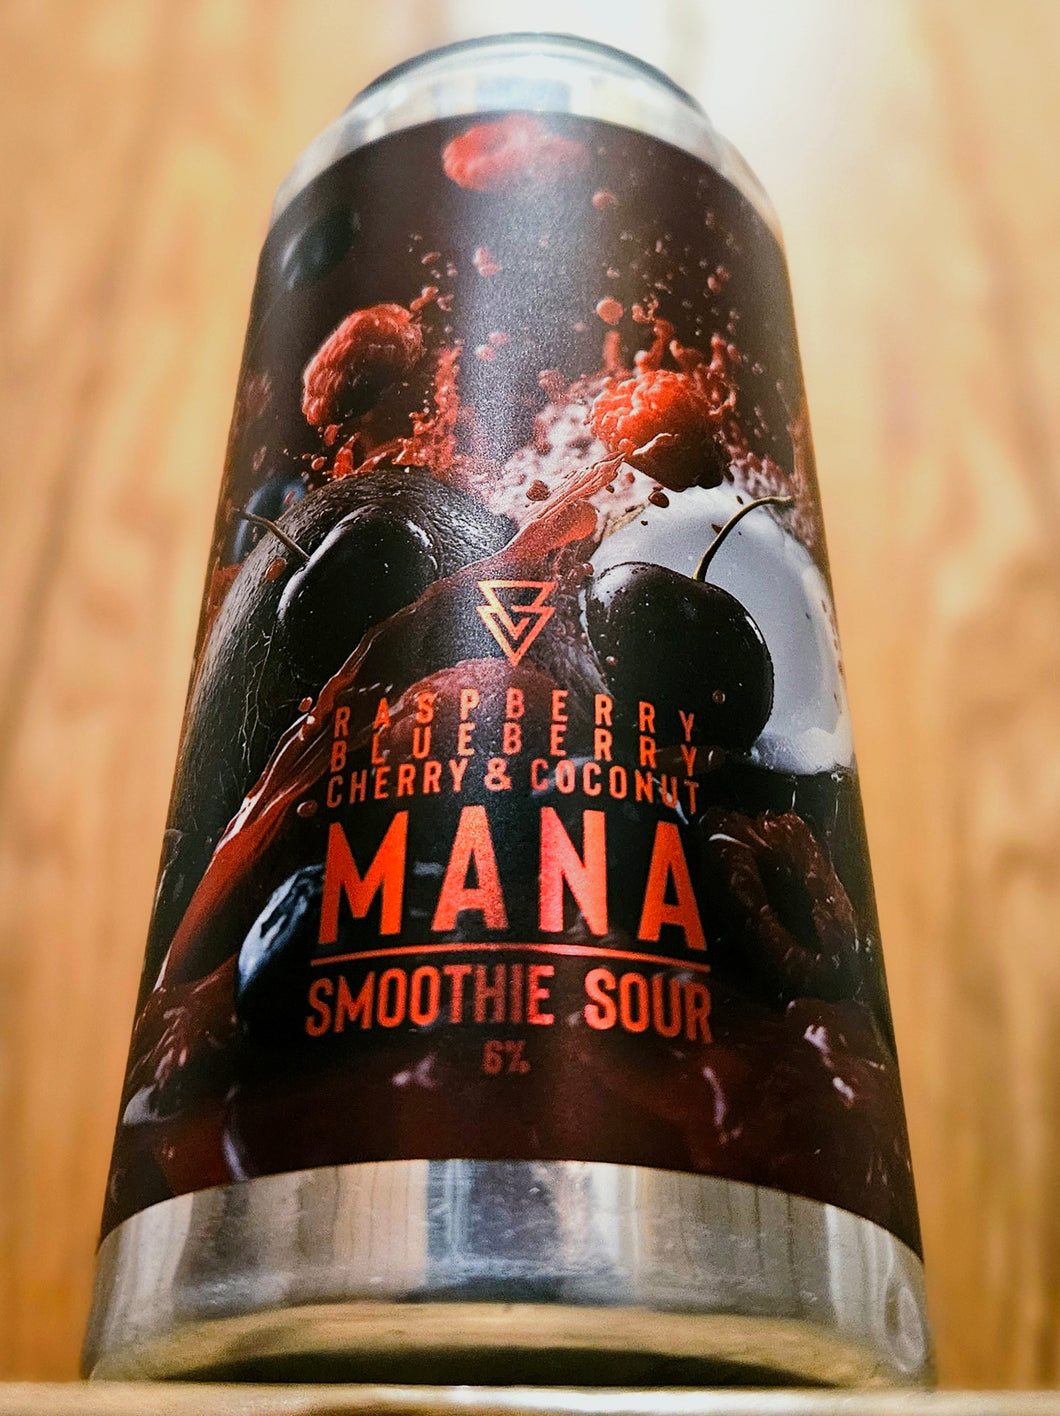 RASPBERRY
BLUEBERRY
CHERRY & COCONUT
MANA
SMOOTHIE SOUR
6%